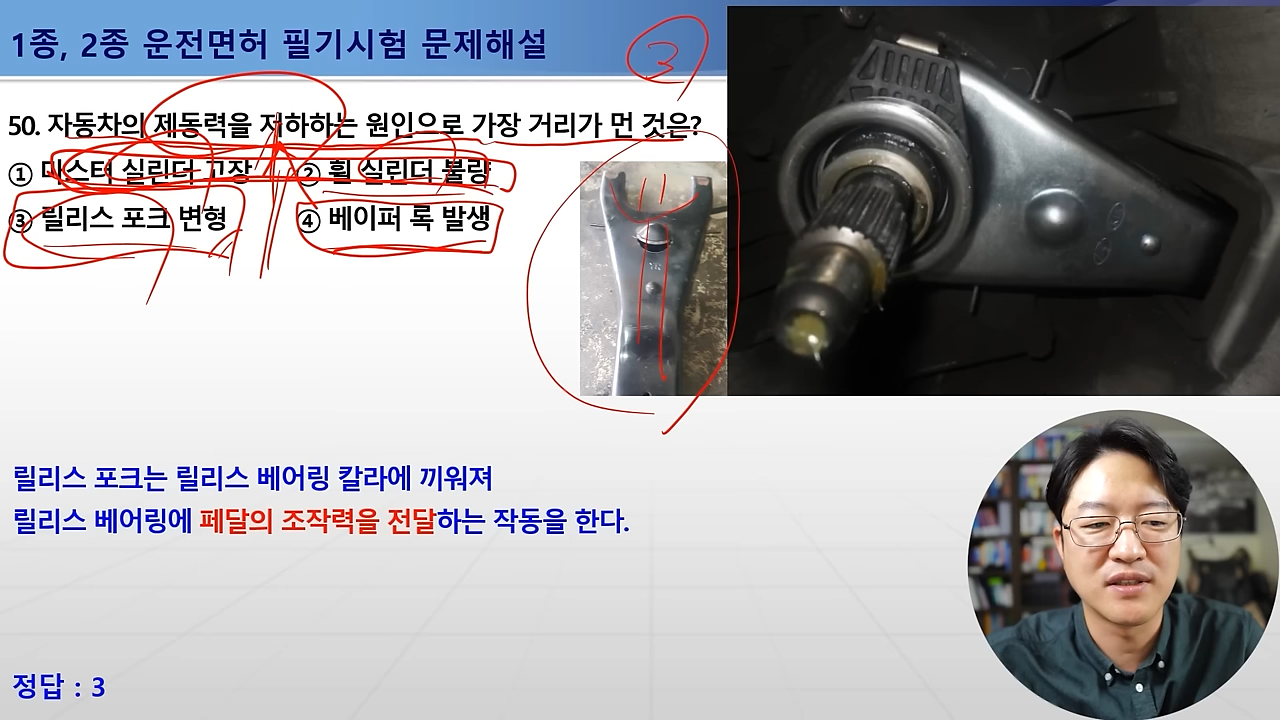 1종, 2종 운전면허 필기시험 문제해설
3
50. 자동차의 제동력을 저하하는 원인으로 가장 거리가 먼 것은?
① 마스터 실린더 고장 ② 휠 실린더 불량
③ 릴리스 포크 변형 ④ 베이퍼 록 발생
릴리스 포크는 릴리스 베어링 칼라에 끼워져
릴리스 베어링에 페달의 조작력을 전달하는 작동을 한다.
정답 : 3